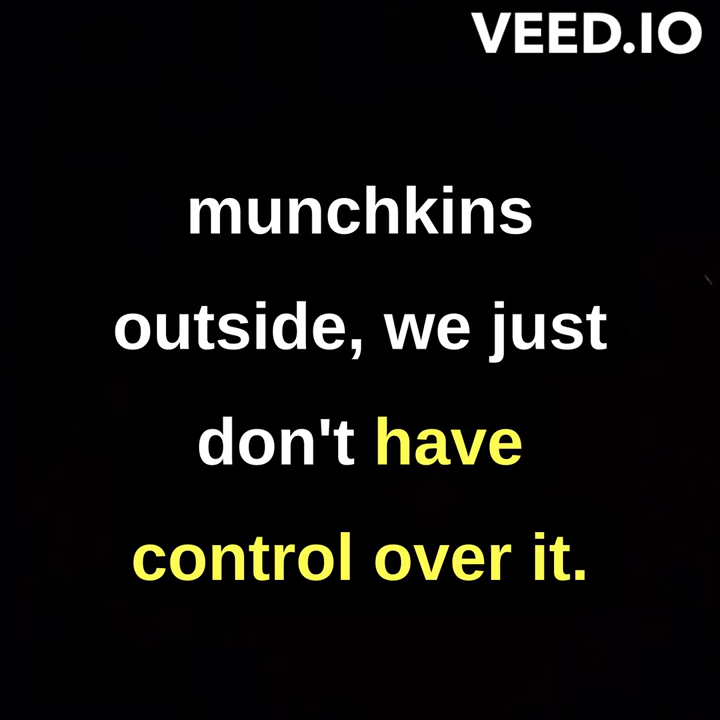 VEED.IO
munchkins
outside, we just
don't have
control over it.